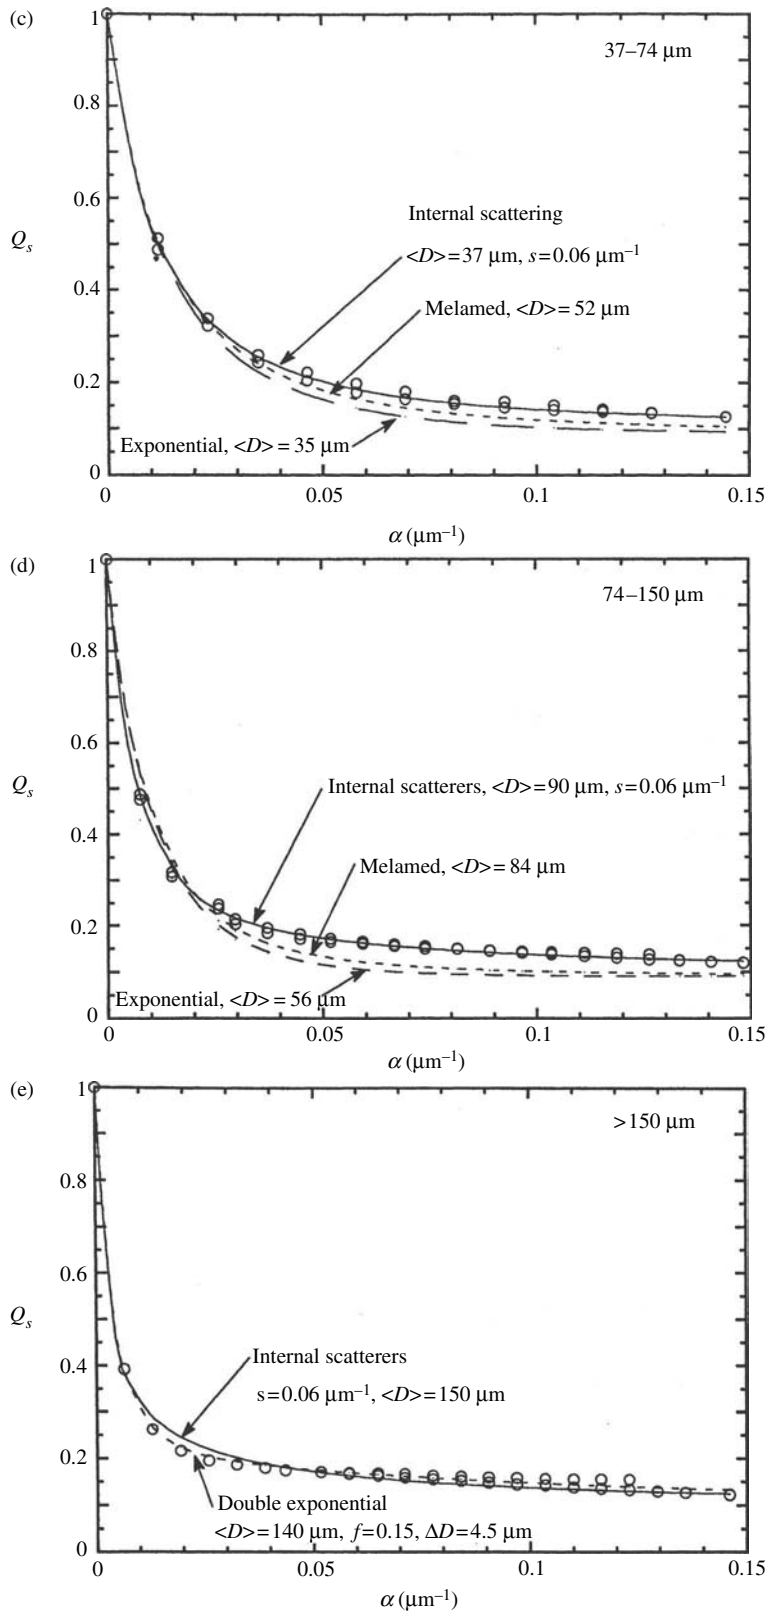 (c)
1
37–74 μm
0.8
0.6
Internal scattering
Qs
<D>=37 μm, s=0.06 μm⁻¹
0.4
Melamed, <D>= 52 μm
0.2
Exponential, <D>= 35 μm
0
0 0.05 0.1 0.15
α (μm⁻¹)
(d)
1
74–150 μm
0.8
0.6
Qs
Internal scatterers, <D>=90 μm, s=0.06 μm⁻¹
0.4
Melamed, <D>= 84 μm
0.2
Exponential, <D>= 56 μm
0
0 0.05 0.1 0.15
α (μm⁻¹)
(e)
1
>150 μm
0.8
0.6
Qs
0.4
Internal scatterers
s=0.06 μm⁻¹, <D>=150 μm
0.2
Double exponential
<D>=140 μm, f=0.15, ΔD=4.5 μm
0
0 0.05 0.1 0.15
α (μm⁻¹)